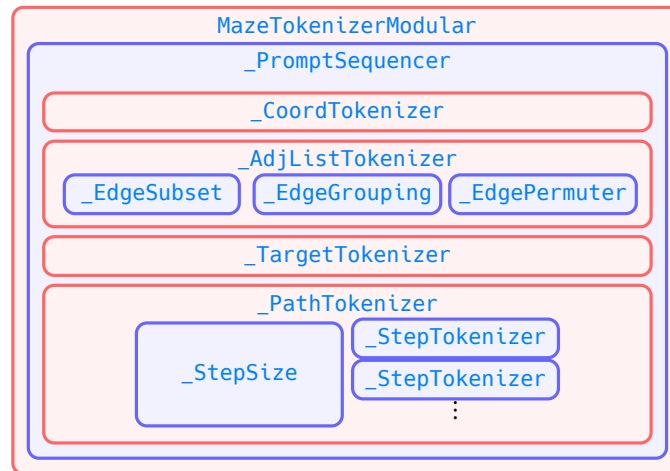 MazeTokenizerModular
_PromptSequencer
_CoordTokenizer
_AdjListTokenizer
_EdgeSubset _EdgeGrouping _EdgePermuter
_TargetTokenizer
_PathTokenizer
_StepSize
_StepTokenizer
_StepTokenizer
⋮